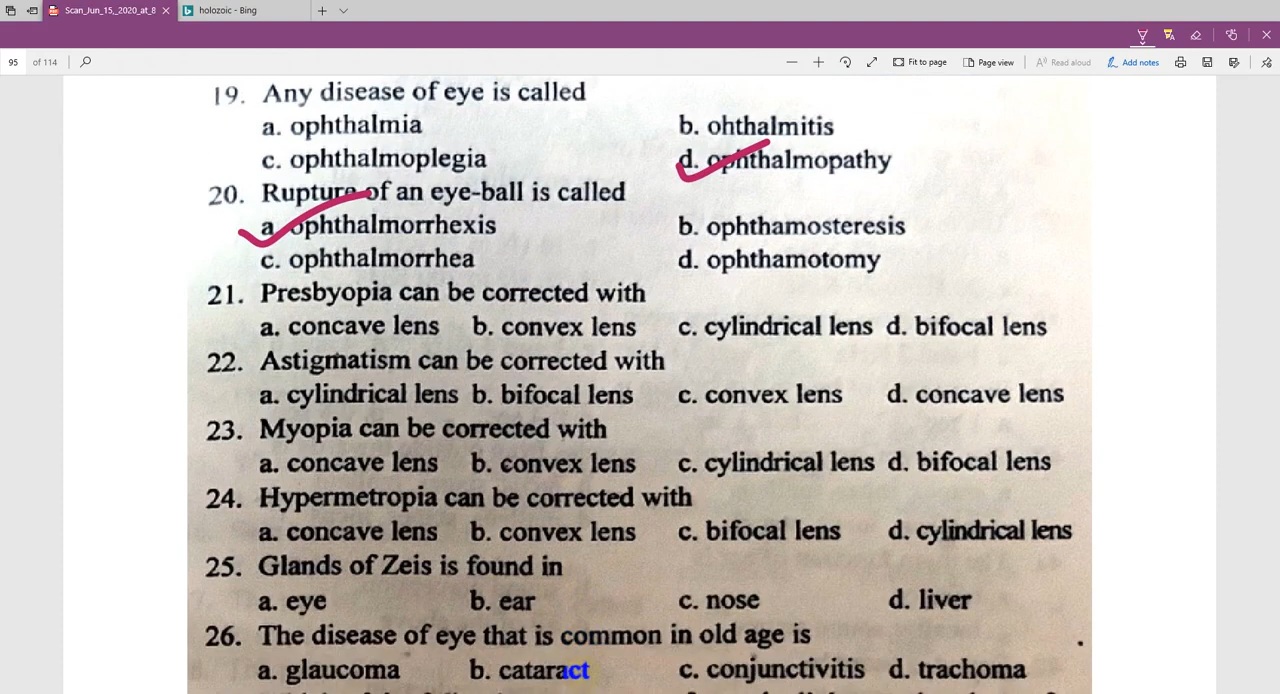 Scan_Jun_15,_2020_at_8
holozoic - Bing
95 of 114
Fit to page
Page view
Read aloud
Add notes
19. Any disease of eye is called
a. ophthalmia b. ohthalmitis
c. ophthalmoplegia d. ophthalmopathy
20. Rupture of an eye-ball is called
a. ophthalmorrhexis b. ophthamosteresis
c. ophthalmorrhea d. ophthamotomy
21. Presbyopia can be corrected with
a. concave lens b. convex lens c. cylindrical lens d. bifocal lens
22. Astigmatism can be corrected with
a. cylindrical lens b. bifocal lens c. convex lens d. concave lens
23. Myopia can be corrected with
a. concave lens b. convex lens c. cylindrical lens d. bifocal lens
24. Hypermetropia can be corrected with
a. concave lens b. convex lens c. bifocal lens d. cylindrical lens
25. Glands of Zeis is found in
a. eye b. ear c. nose d. liver
26. The disease of eye that is common in old age is
a. glaucoma b. cataract c. conjunctivitis d. trachoma